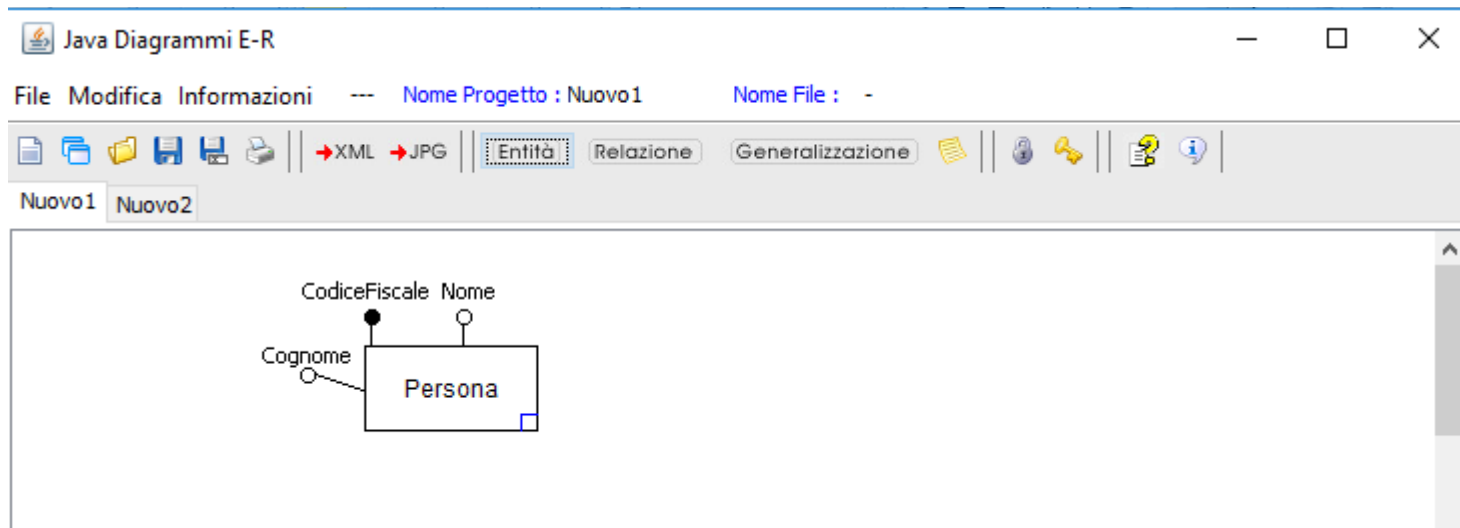 Java Diagrammi E-R
File Modifica Informazioni --- Nome Progetto : Nuovo1 Nome File : -
XML JPG Entità Relazione Generalizzazione
Nuovo1 Nuovo2
CodiceFiscale Nome
Cognome
Persona